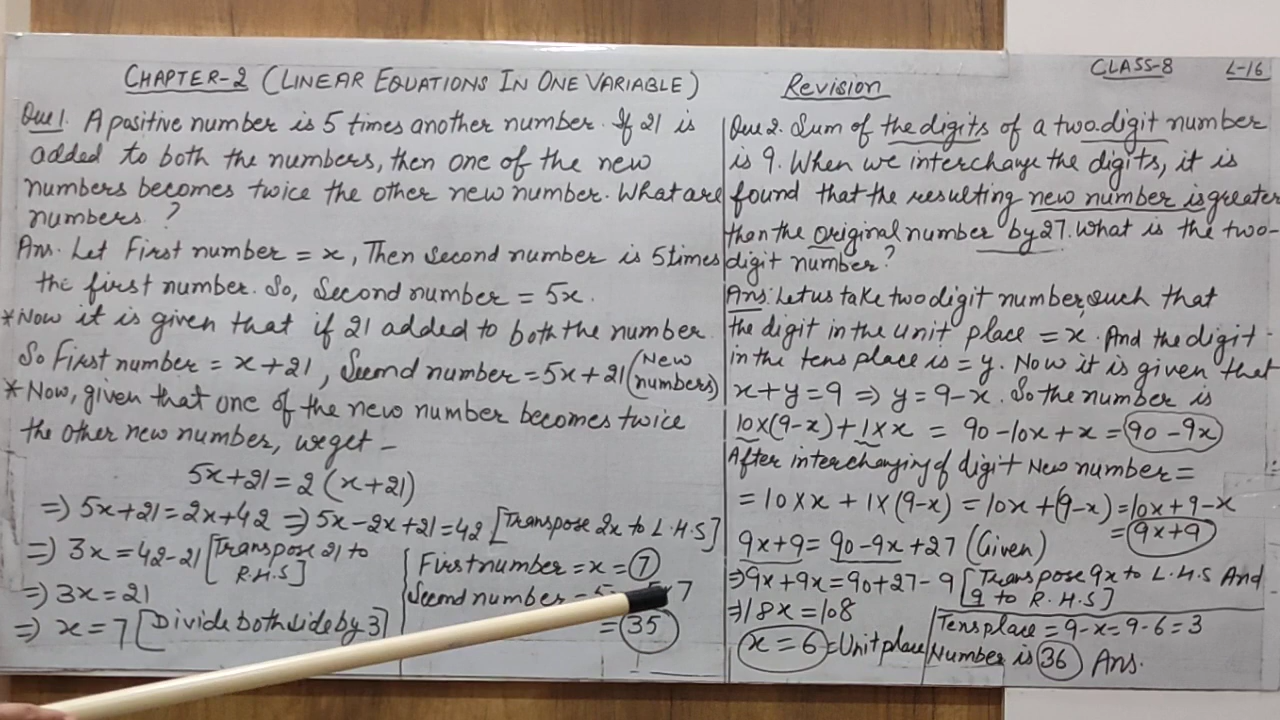 CHAPTER-2 (LINEAR EQUATIONS IN ONE VARIABLE)
Revision
CLASS-8
L-16
Que 1. A positive number is 5 times another number. If 21 is
added to both the numbers, then one of the new
numbers becomes twice the other new number. What are
numbers ?
Ans. Let First number = x, Then Second number is 5 times
the first number. So, Second number = 5x.
*Now it is given that if 21 added to both the number
So First number = x+21, Second number = 5x+21 (New numbers)
*Now, given that one of the new number becomes twice
the other new number, we get –
5x+21=2(x+21)
⇒ 5x+21=2x+42 ⇒ 5x-2x+21=42 [Transpose 2x to L.H.S]
⇒ 3x=42-21 [Transpose 21 to R.H.S]
⇒ 3x=21
⇒ x=7 [Divide both side by 3]
First number = x = 7
Second number = 7
= 35
Que 2. Sum of the digits of a two-digit number
is 9. When we interchange the digits, it is
found that the resulting new number is greater
than the original number by 27. What is the two-
digit number?
Ans: Let us take two digit number, such that
the digit in the unit place = x. And the digit
in the tens place is = y. Now it is given that
x+y=9 ⇒ y=9-x. So the number is
10×(9-x)+1×x = 90-10x+x = 90-9x
After interchanging of digit New number =
= 10×x + 1×(9-x) = 10x+(9-x) = 10x+9-x
= 9x+9
9x+9 = 90-9x+27 (Given)
⇒ 9x+9x=90+27-9 [Transpose 9x to L.H.S And 9 to R.H.S]
⇒ 18x=108
x=6 = Unit place
Tens place = 9-x = 9-6 = 3
Number is 36 Ans.